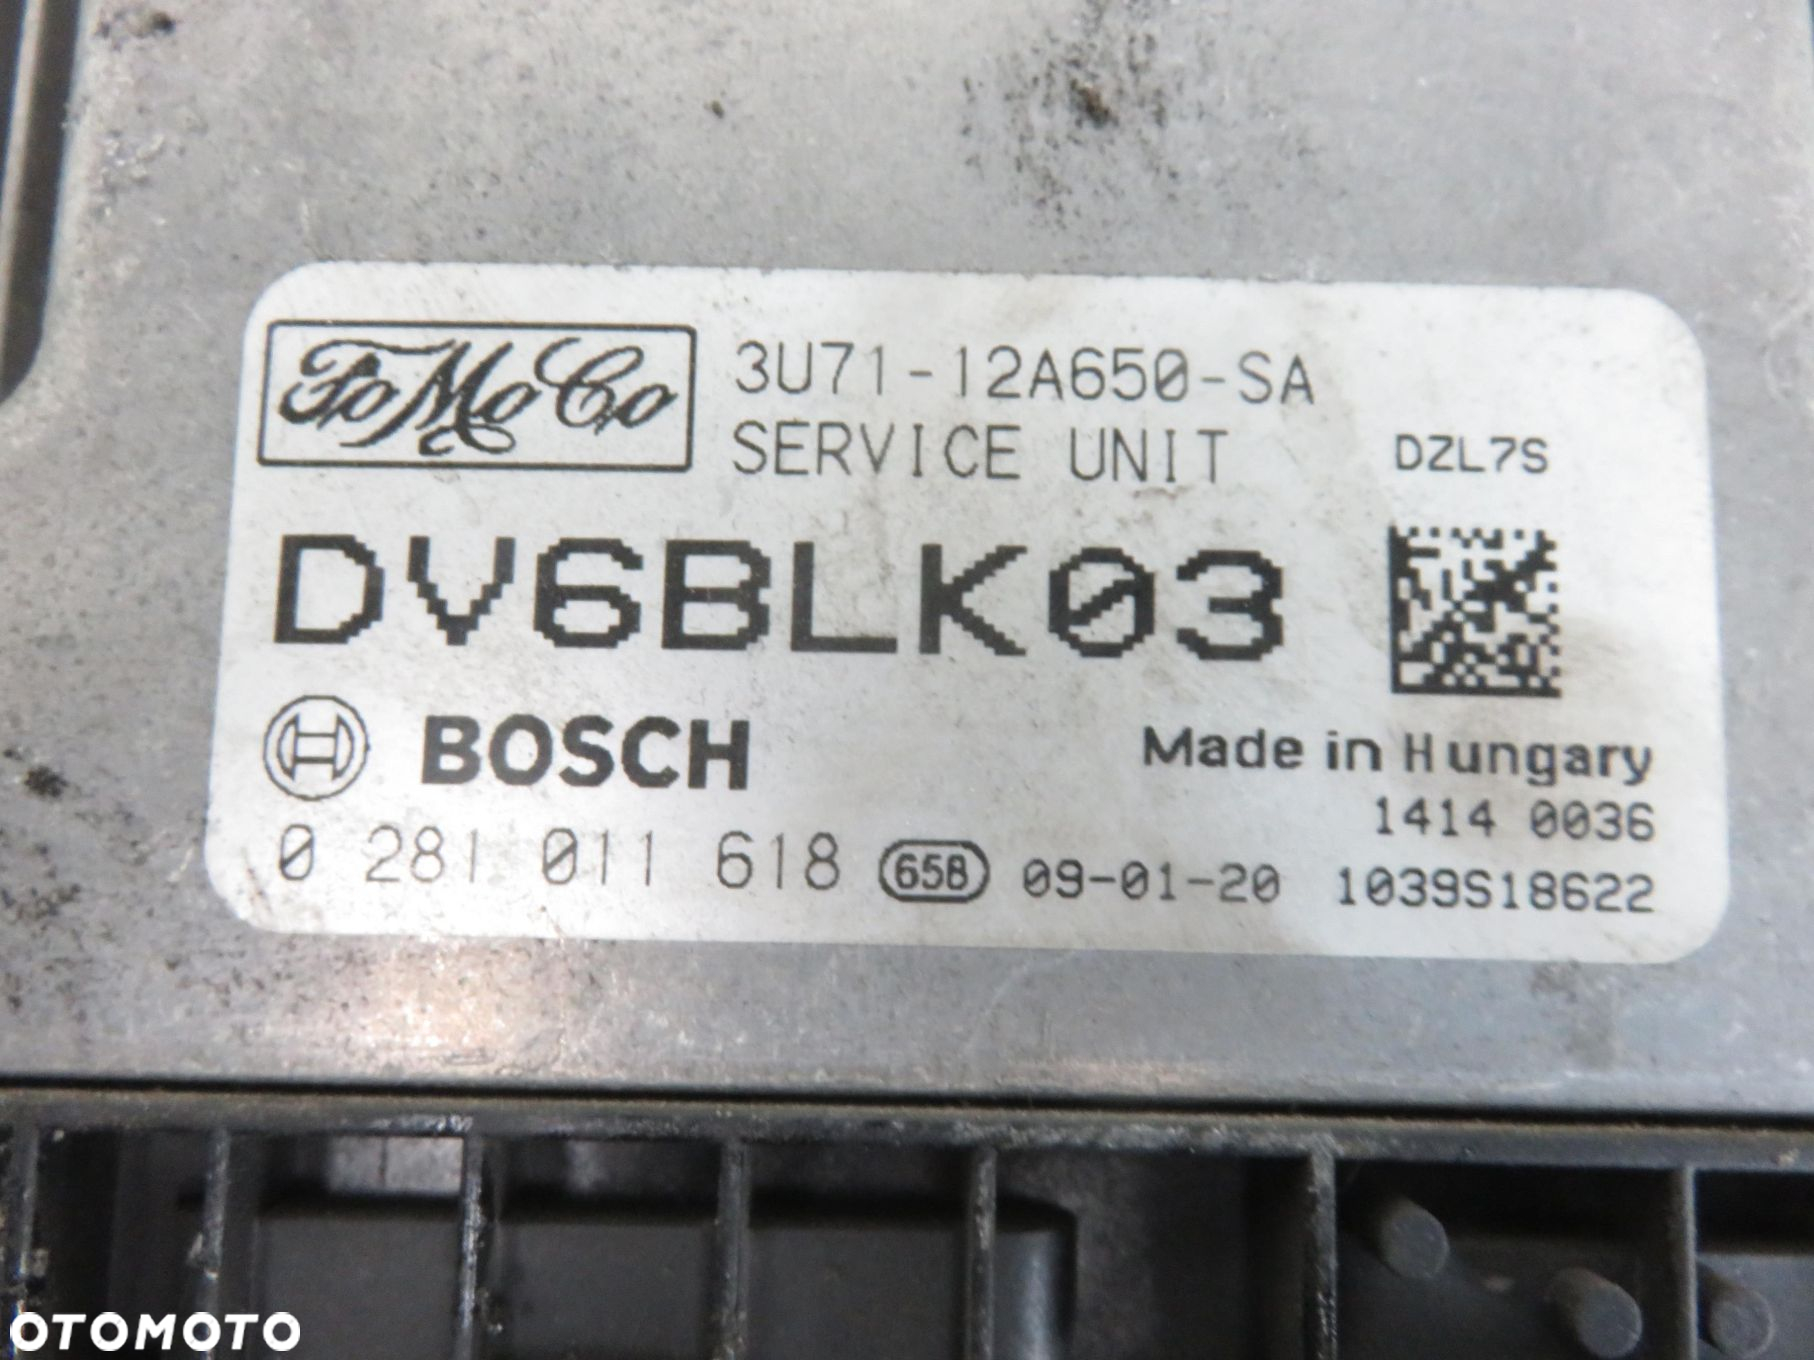 FoMoCo
3U71-12A650-SA
SERVICE UNIT
DZL7S
DV6BLK03
BOSCH
Made in Hungary
1414 0036
0 281 011 618 658 09-01-20 1039S18622
OTOMOTO